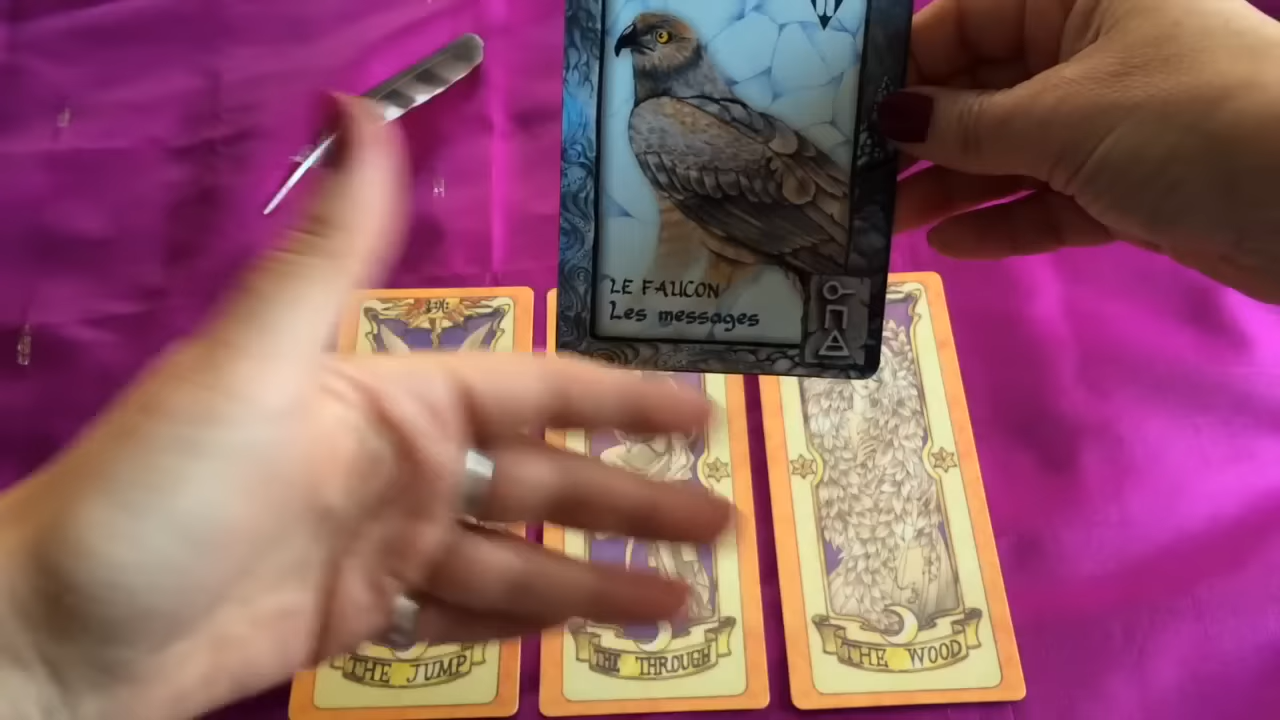 LE FAUCON
Les messages
THE JUMP
THE THROUGH
THE WOOD